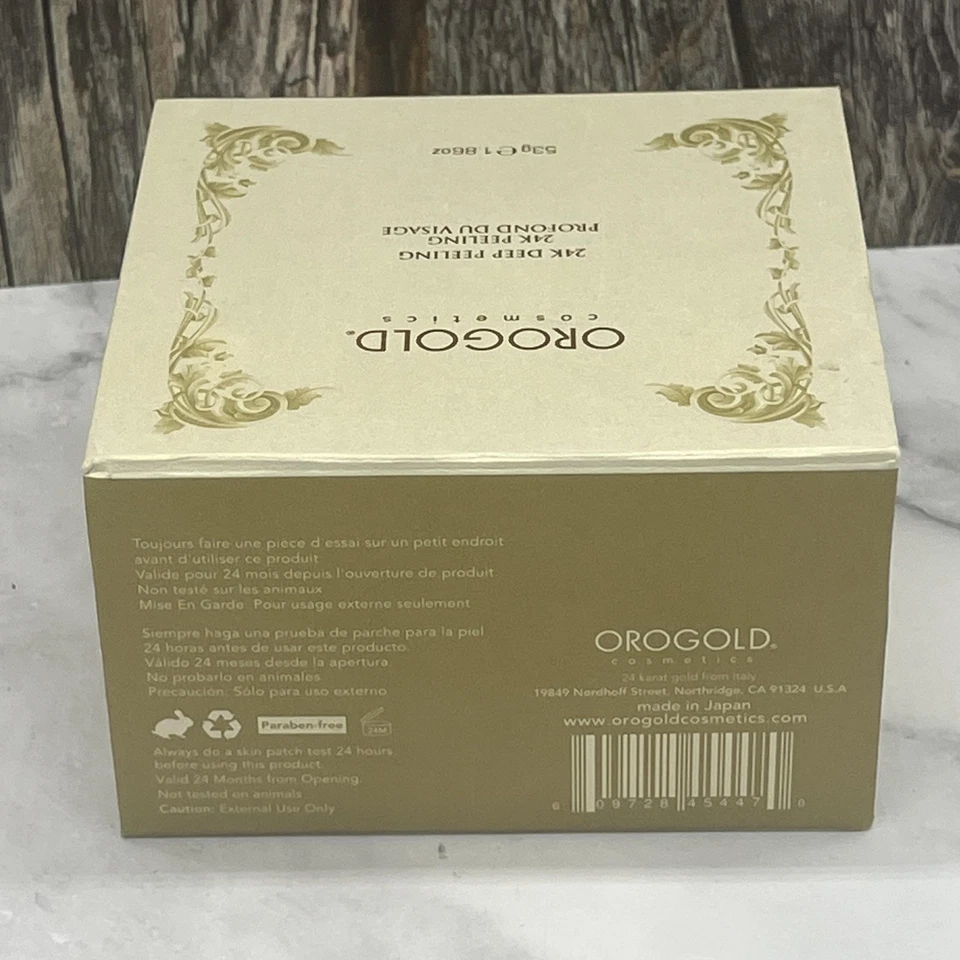 53g ℮ 1.86oz
24K DEEP PEELING
24K PEELING
PROFOND DU VISAGE
OROGOLD®
cosmetics
Toujours faire une pièce d'essai sur un petit endroit
avant d'utiliser ce produit
Valide pour 24 mois depuis l'ouverture de produit
Non testé sur les animaux
Mise En Garde: Pour usage externe seulement
Siempre haga una prueba de parche para la piel
24 horas antes de usar este producto.
Válido 24 meses desde la apertura
No probarlo en animales
Precaución: Sólo para uso externo
Paraben-free
24M
Always do a skin patch test 24 hours
before using this product.
Valid 24 Months from Opening.
Not tested on animals
Caution: External Use Only
OROGOLD®
cosmetics
24 karat gold from Italy
19849 Nordhoff Street, Northridge, CA 91324 U.S.A
made in Japan
www.orogoldcosmetics.com
6 09728 45447 0